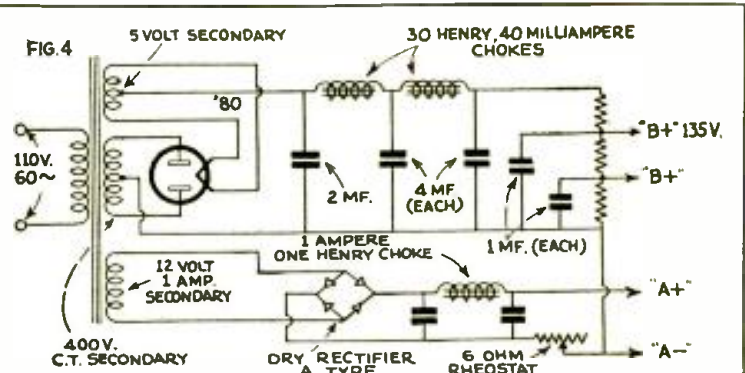 FIG.4
5 VOLT SECONDARY
30 HENRY, 40 MILLIAMPERE
CHOKES
'80
110V.
60~
2 MF.
4 MF
(EACH)
"B+" 135V.
"B+"
1 MF. (EACH)
1 AMPERE
ONE HENRY CHOKE
12 VOLT
1 AMP.
SECONDARY
"A+"
400V.
C.T. SECONDARY
DRY RECTIFIER
A TYPE
6 OHM
RHEOSTAT
"A-"